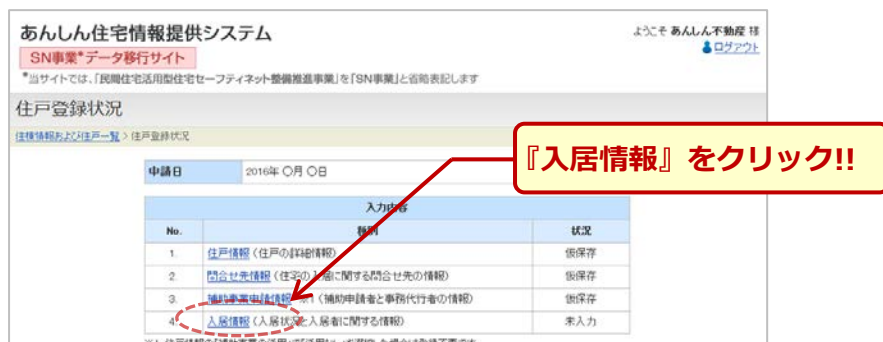 あんしん住宅情報提供システム
ようこそ あんしん不動産 様
SN事業*データ移行サイト
ログアウト
*当サイトでは、「民間住宅活用型住宅セーフティネット整備推進事業」を「SN事業」と省略表記します
住戸登録状況
住棟情報および住戸一覧 > 住戸登録状況
『入居情報』をクリック!!
申請日 2016年 〇月 〇日
入力内容
No. 種別 状況
1. 住戸情報 (住戸の詳細情報) 仮保存
2. 問合せ先情報 (住宅の入居に関する問合せ先の情報) 仮保存
3. 補助事業申請情報 ※1 (補助申請者と事務代行者の情報) 仮保存
4. 入居情報 (入居状況と入居者に関する情報) 未入力